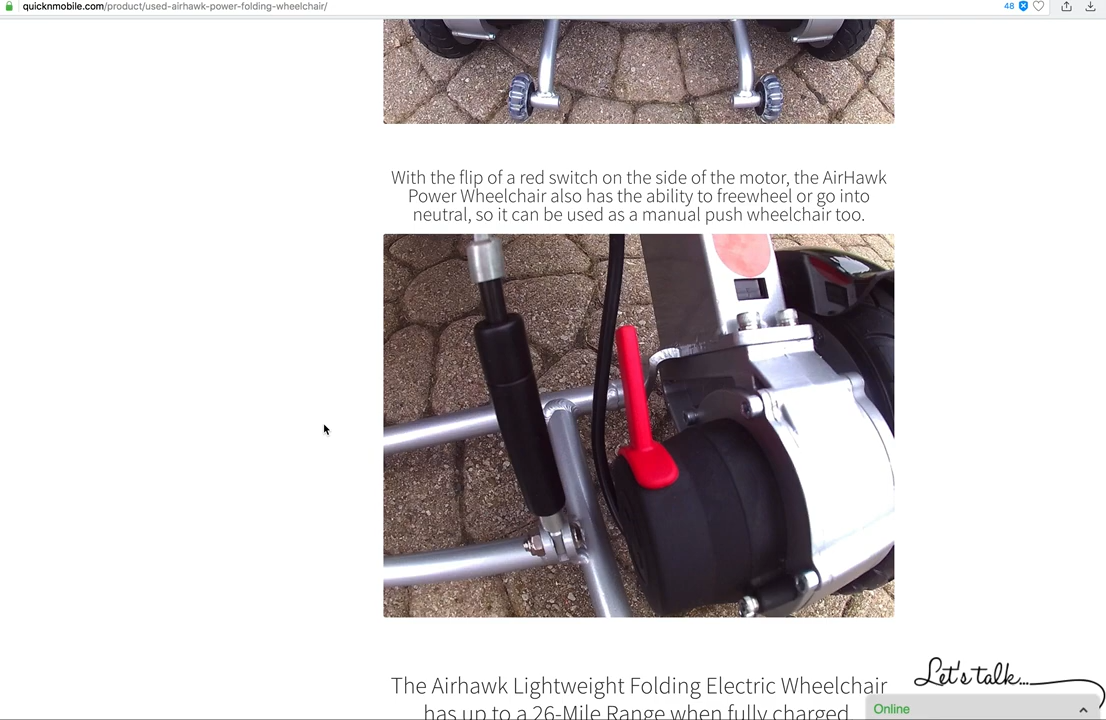 quicknmobile.com/product/used-airhawk-power-folding-wheelchair/
48
With the flip of a red switch on the side of the motor, the AirHawk
Power Wheelchair also has the ability to freewheel or go into
neutral, so it can be used as a manual push wheelchair too.
The Airhawk Lightweight Folding Electric Wheelchair
has up to a 26-Mile Range when fully charged
Let's talk...
Online